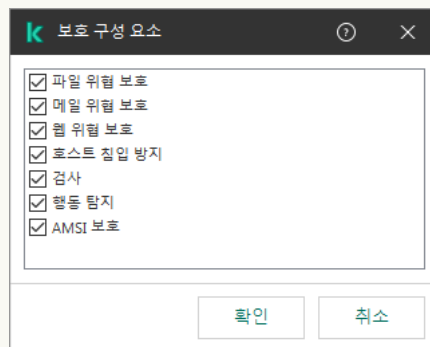 보호 구성 요소
파일 위협 보호
메일 위협 보호
웹 위협 보호
호스트 침입 방지
검사
행동 탐지
AMSI 보호
확인 취소